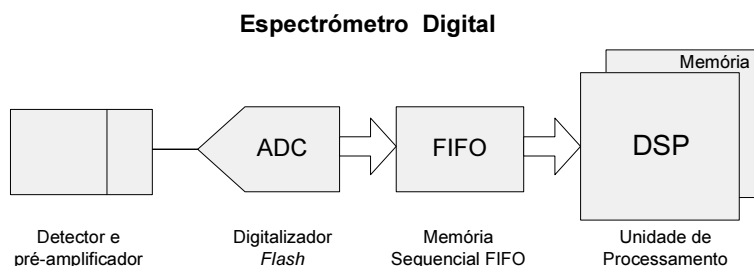 Espectrómetro Digital
Memória
ADC
FIFO
DSP
Detector e
pré-amplificador
Digitalizador
Flash
Memória
Sequencial FIFO
Unidade de
Processamento